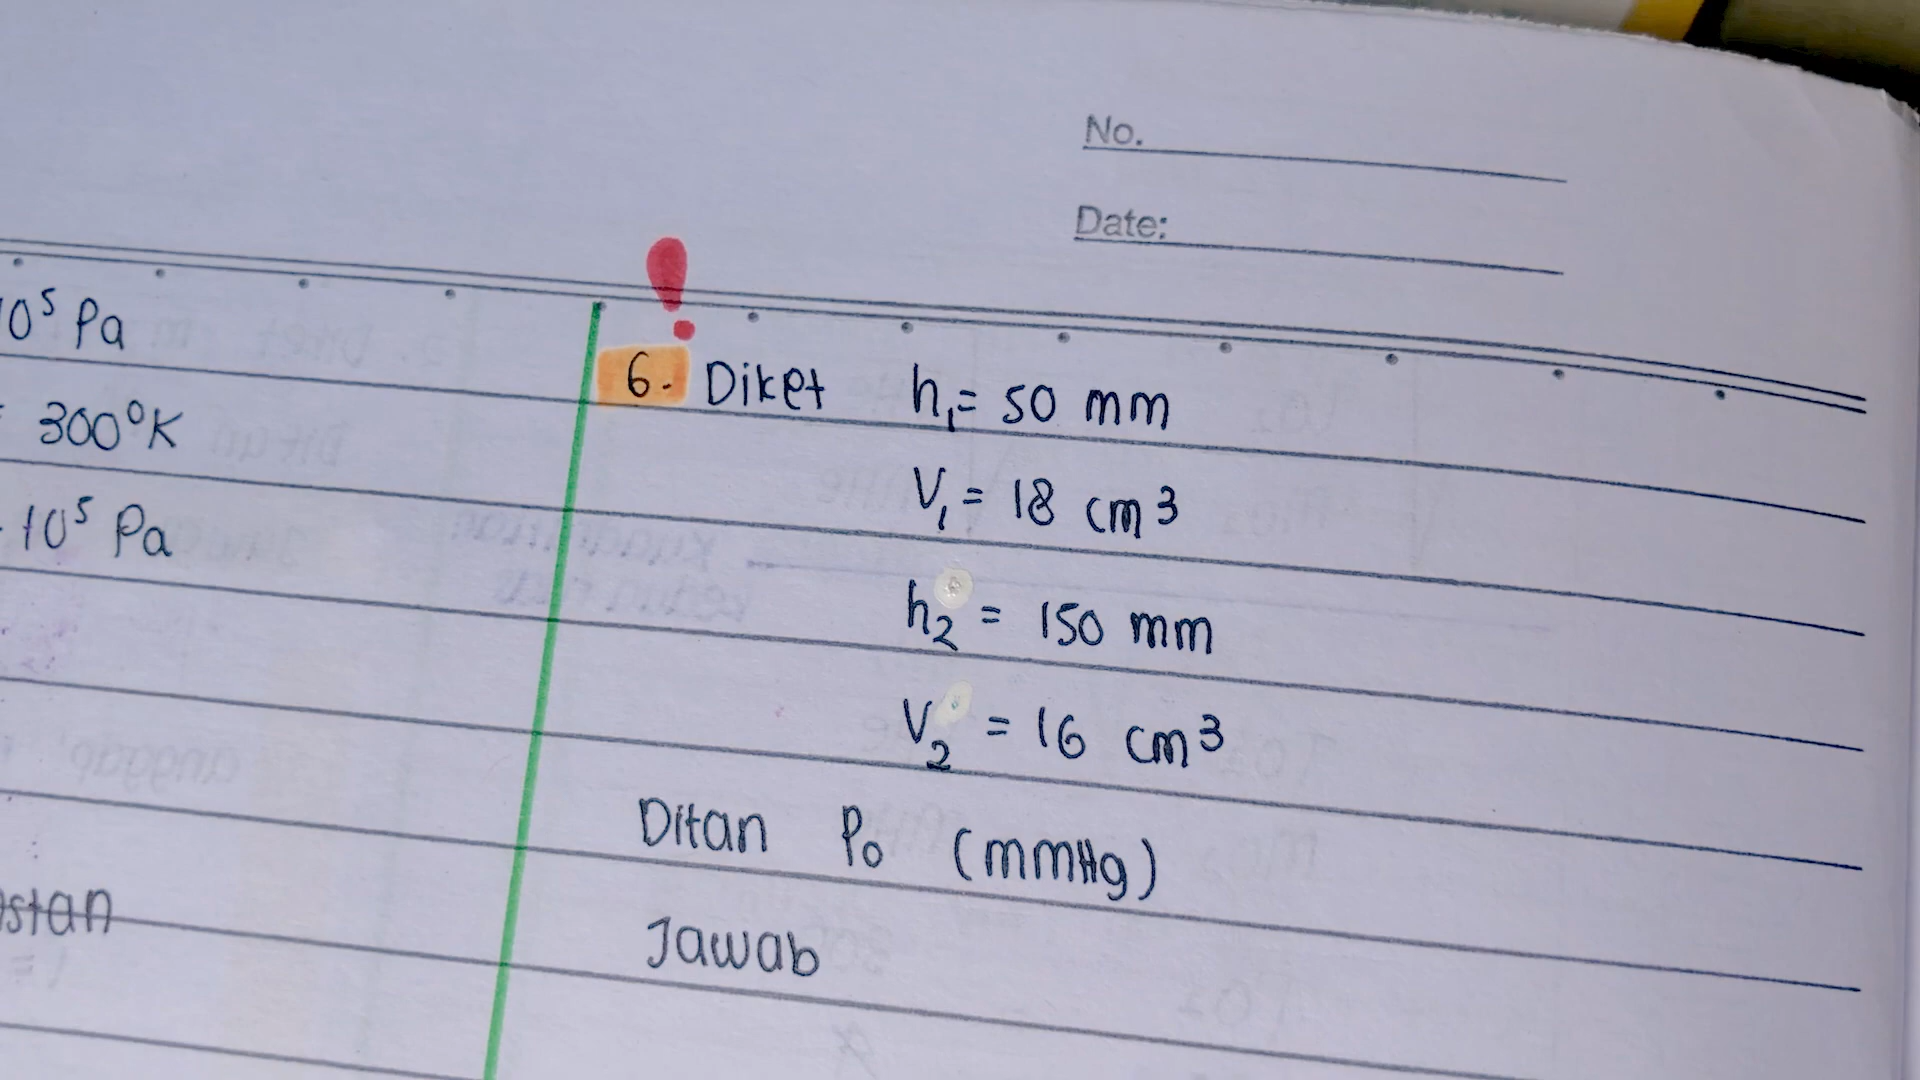 No.
Date:
10⁵ Pa
= 300°K
10⁵ Pa
stan
6. Diket h₁ = 50 mm
V₁ = 18 cm³
h₂ = 150 mm
V₂ = 16 cm³
Ditan P₀ (mmHg)
Jawab